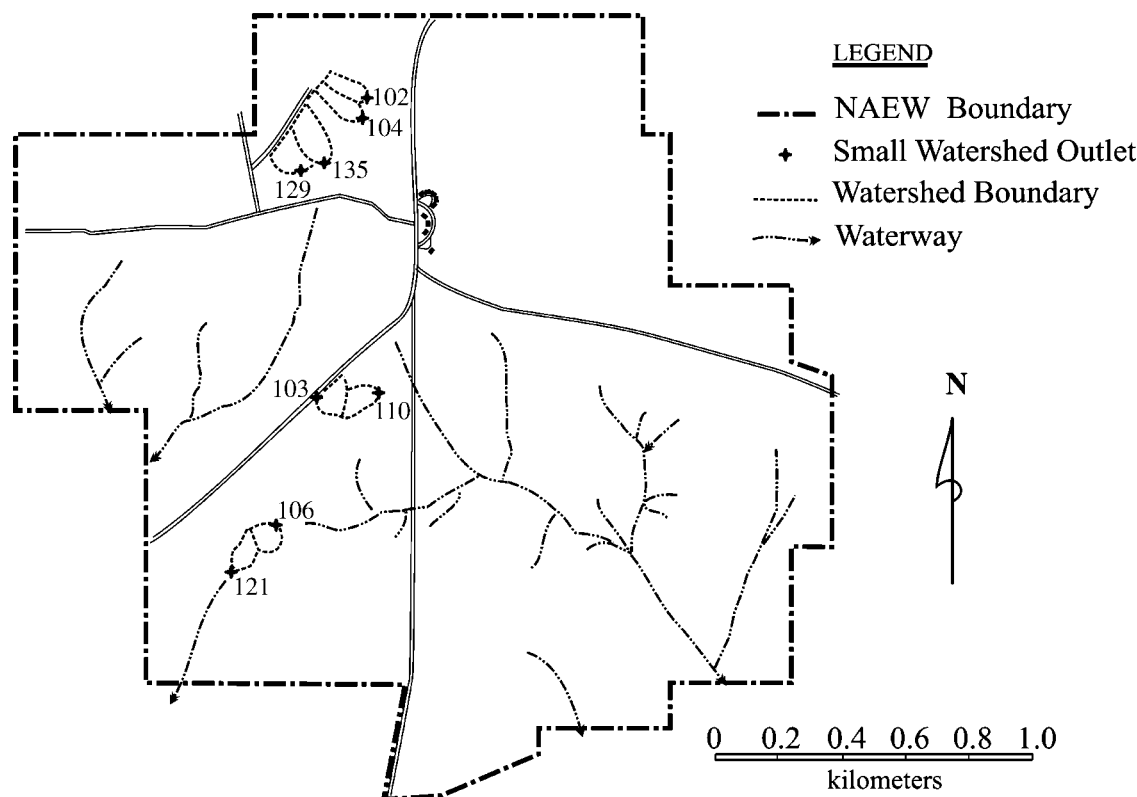 LEGEND
NAEW Boundary
Small Watershed Outlet
Watershed Boundary
Waterway
102
104
135
129
103
110
106
121
N
0 0.2 0.4 0.6 0.8 1.0
kilometers